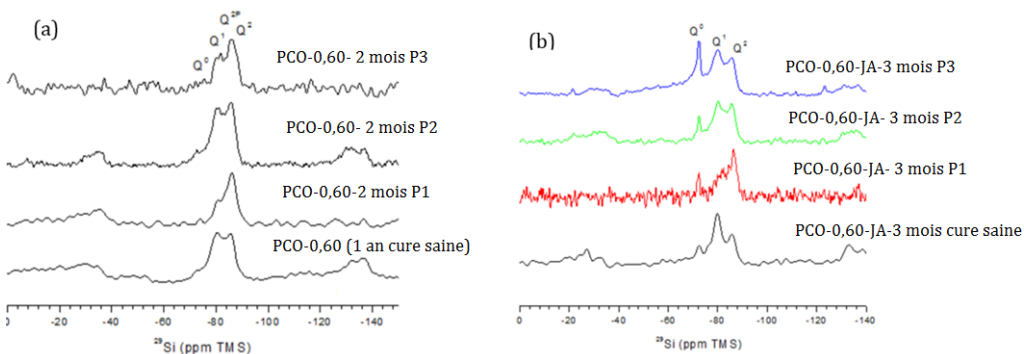 (a)
Q⁰ Q¹ Q²ᵖ Q²
PCO-0,60- 2 mois P3
PCO-0,60- 2 mois P2
PCO-0,60-2 mois P1
PCO-0,60 (1 an cure saine)
0 -20 -40 -60 -80 -100 -120 -140
²⁹Si (ppm TMS)
(b)
Q⁰ Q¹ Q²
PCO-0,60-JA-3 mois P3
PCO-0,60-JA- 3 mois P2
PCO-0,60-JA- 3 mois P1
PCO-0,60-JA-3 mois cure saine
0 -20 -40 -60 -80 -100 -120 -140
²⁹Si (ppm TMS)